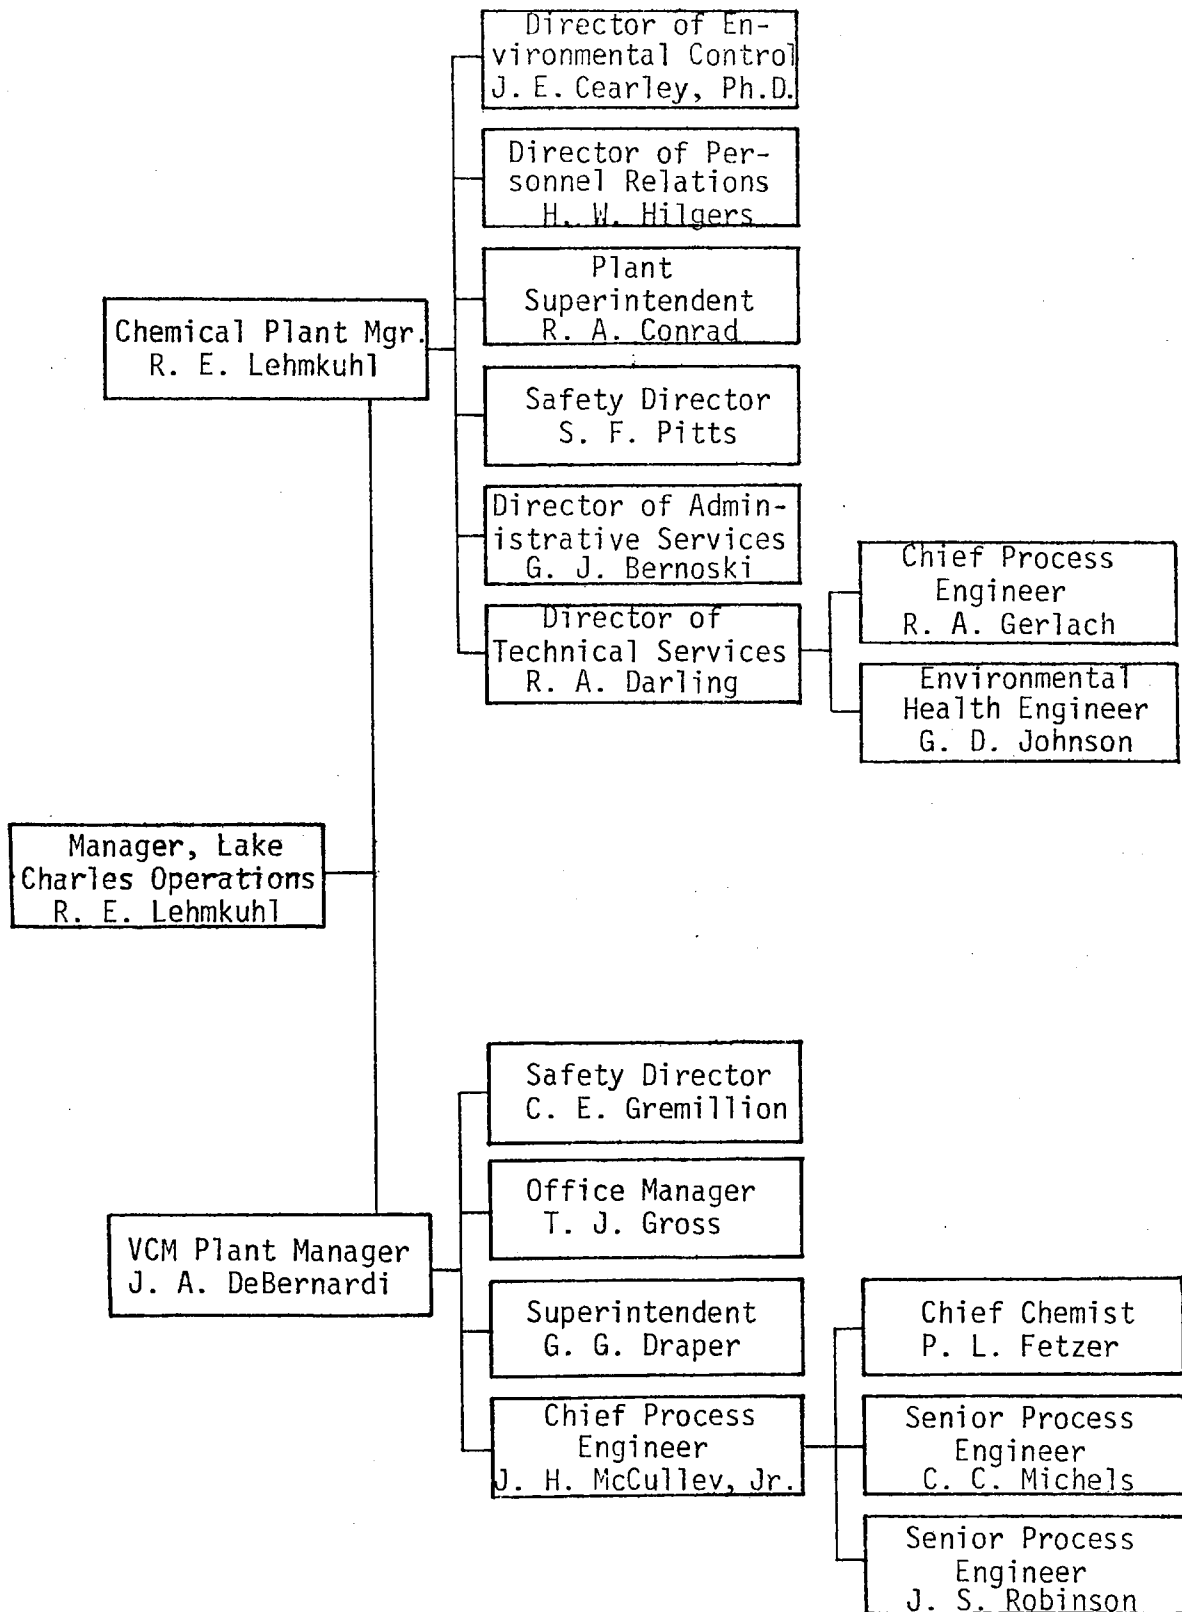 Director of En-
vironmental Control
J. E. Cearley, Ph.D.
Director of Per-
sonnel Relations
H. W. Hilgers
Plant
Superintendent
R. A. Conrad
Chemical Plant Mgr.
R. E. Lehmkuhl
Safety Director
S. F. Pitts
Director of Admin-
istrative Services
G. J. Bernoski
Director of
Technical Services
R. A. Darling
Chief Process
Engineer
R. A. Gerlach
Environmental
Health Engineer
G. D. Johnson
Manager, Lake
Charles Operations
R. E. Lehmkuhl
Safety Director
C. E. Gremillion
Office Manager
T. J. Gross
VCM Plant Manager
J. A. DeBernardi
Superintendent
G. G. Draper
Chief Process
Engineer
J. H. McCulley, Jr.
Chief Chemist
P. L. Fetzer
Senior Process
Engineer
C. C. Michels
Senior Process
Engineer
J. S. Robinson